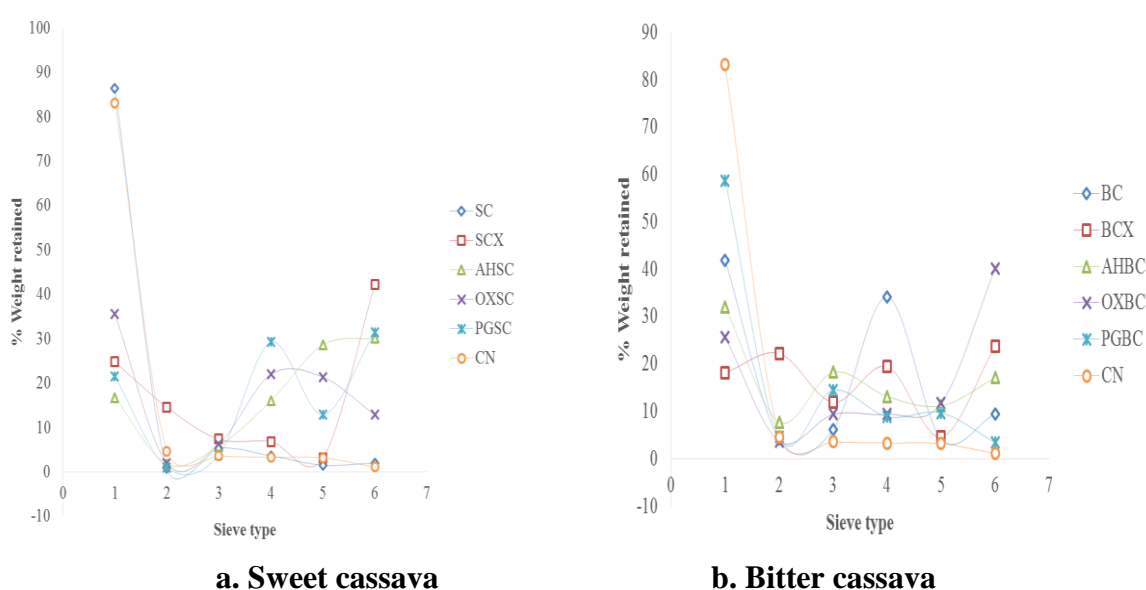 100
90
80
70
60
50
40
30
20
10
0
-10
% Weight retained
0 1 2 3 4 5 6 7
Sieve type
SC
SCX
AHSC
OXSC
PGSC
CN
a. Sweet cassava
90
80
70
60
50
40
30
20
10
0
-10
% Weight retained
0 1 2 3 4 5 6 7
Sieve type
BC
BCX
AHBC
OXBC
PGBC
CN
b. Bitter cassava